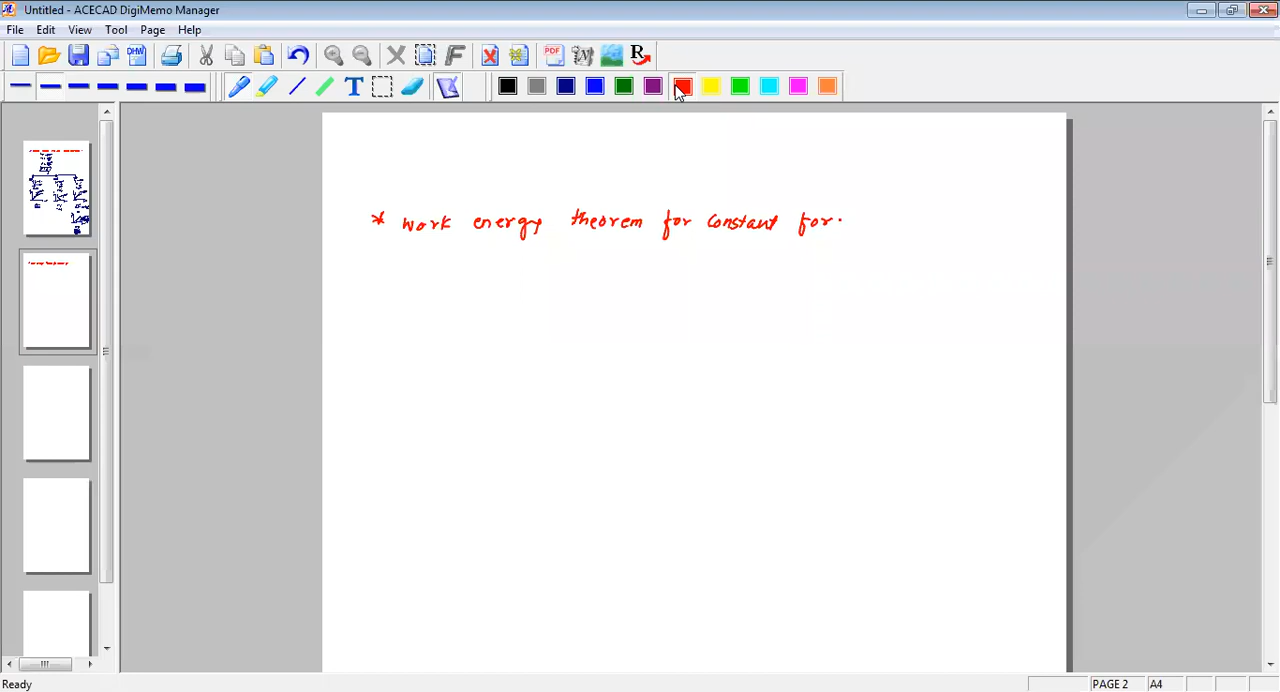 Untitled - ACECAD DigiMemo Manager
File Edit View Tool Page Help
* work energy theorem for constant for.
Ready
PAGE 2 A4